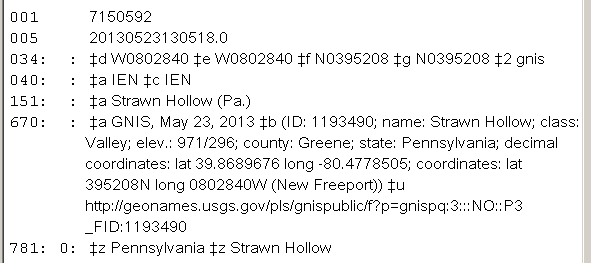 001 7150592
005 20130523130518.0
034: : ‡d W0802840 ‡e W0802840 ‡f N0395208 ‡g N0395208 ‡2 gnis
040: : ‡a IEN ‡c IEN
151: : ‡a Strawn Hollow (Pa.)
670: : ‡a GNIS, May 23, 2013 ‡b (ID: 1193490; name: Strawn Hollow; class:
Valley; elev.: 971/296; county: Greene; state: Pennsylvania; decimal
coordinates: lat 39.8689676 long -80.4778505; coordinates: lat
395208N long 0802840W (New Freeport)) ‡u
http://geonames.usgs.gov/pls/gnispublic/f?p=gnispq:3:::NO::P3
_FID:1193490
781: 0: ‡z Pennsylvania ‡z Strawn Hollow